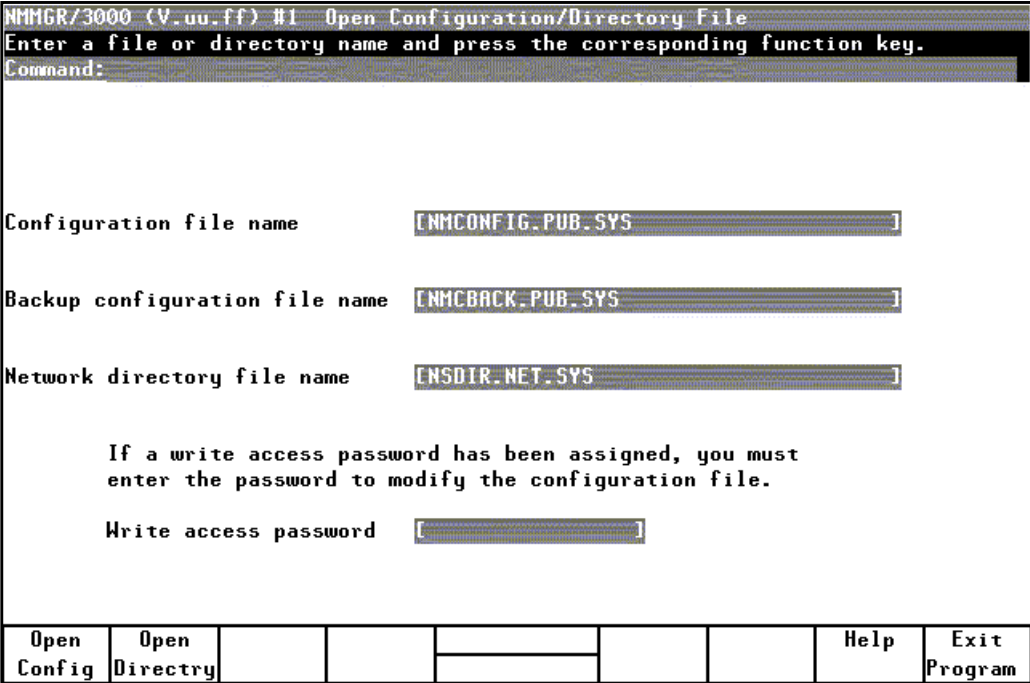 NMMGR/3000 (V.uu.ff) #1  Open Configuration/Directory File
Enter a file or directory name and press the corresponding function key.
Command:
Configuration file name [NMCONFIG.PUB.SYS ]
Backup configuration file name [NMCBACK.PUB.SYS ]
Network directory file name [NSDIR.NET.SYS ]
If a write access password has been assigned, you must
enter the password to modify the configuration file.
Write access password [ ]
Open Open Help Exit
Config Directry Program